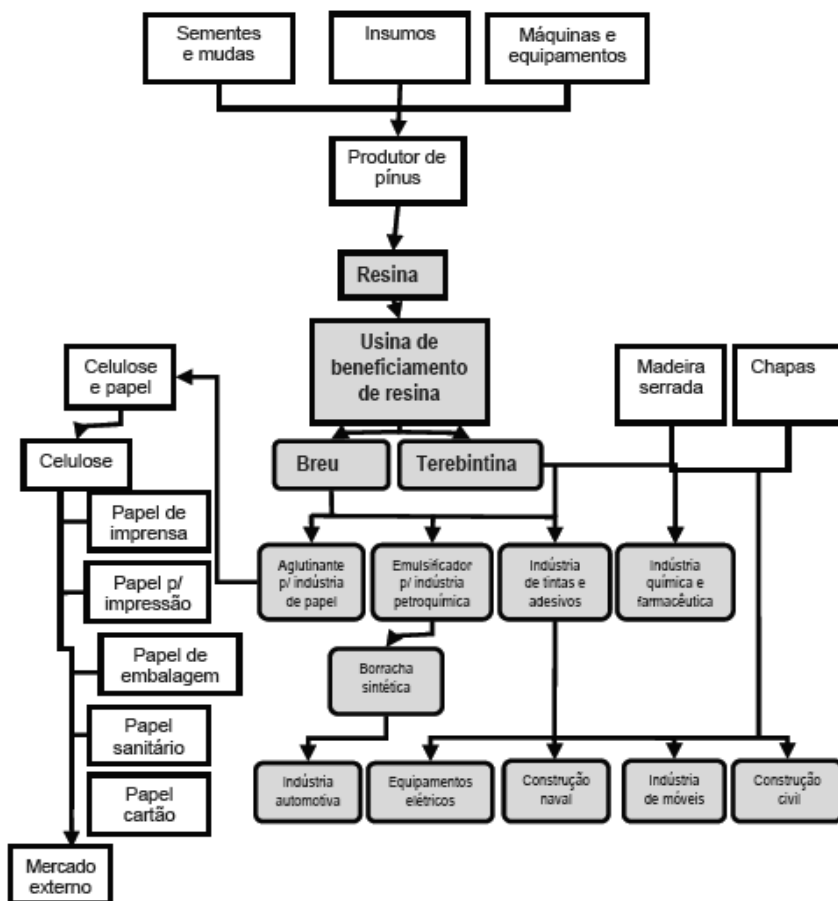 Sementes
e mudas
Insumos
Máquinas e
equipamentos
Produtor de
pínus
Resina
Usina de
beneficiamento
de resina
Celulose
e papel
Madeira
serrada
Chapas
Celulose
Breu
Terebintina
Papel de
imprensa
Papel p/
impressão
Papel de
embalagem
Papel
sanitário
Papel
cartão
Mercado
externo
Aglutinante
p/ indústria
de papel
Emulsificador
p/ indústria
petroquímica
Indústria
de tintas e
adesivos
Indústria
química e
farmacêutica
Borracha
sintética
Indústria
automotiva
Equipamentos
elétricos
Construção
naval
Indústria
de móveis
Construção
civil